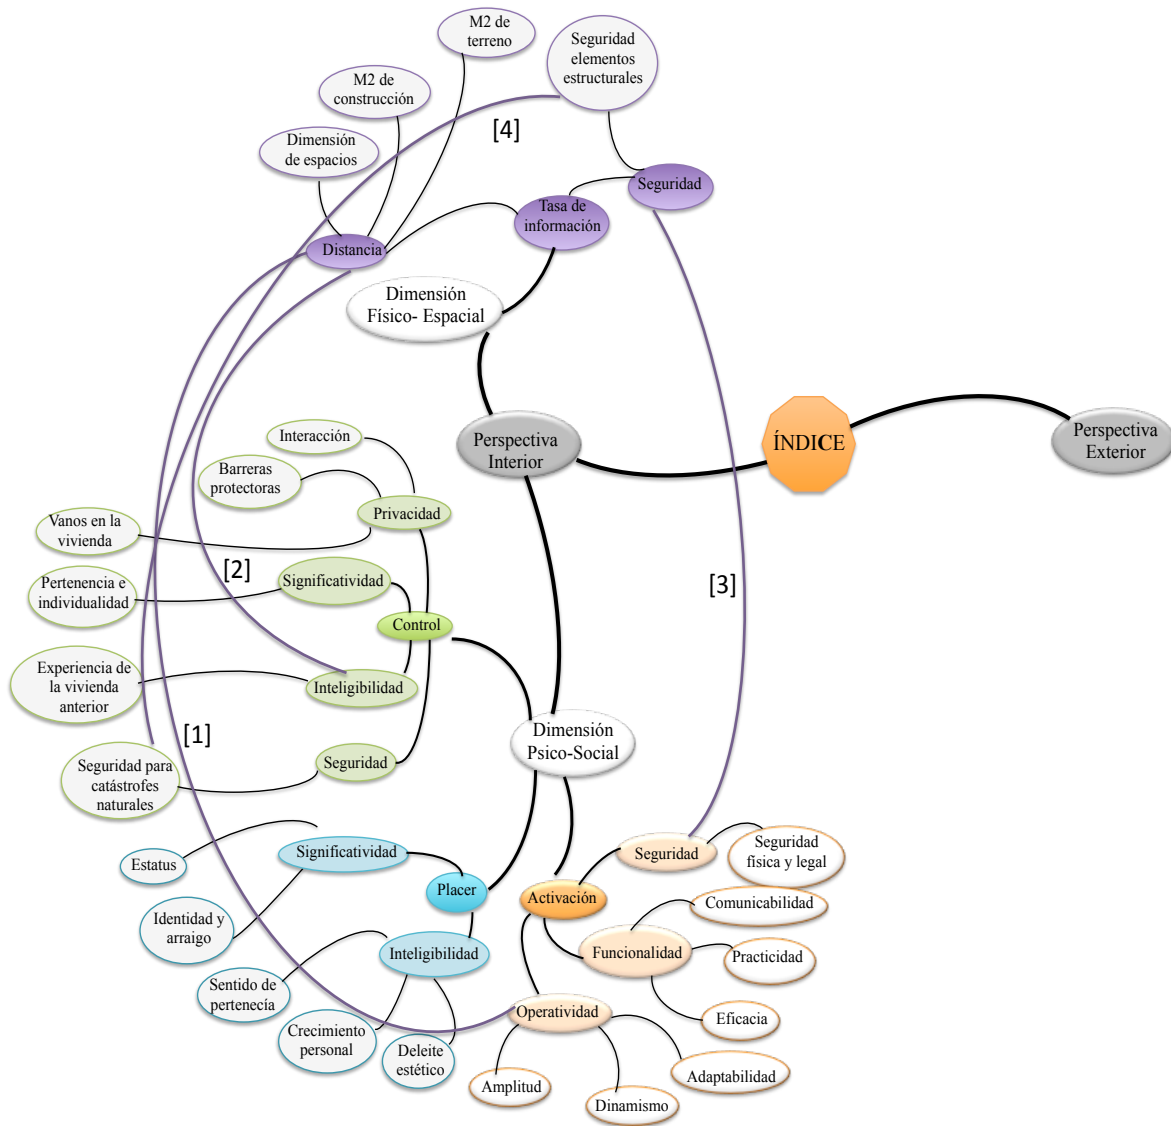 M2 de
terreno
Seguridad
elementos
estructurales
M2 de
construcción
[4]
Dimensión
de espacios
Seguridad
Tasa de
información
Distancia
Dimensión
Físico- Espacial
Interacción
Perspectiva
Interior
ÍNDICE
Perspectiva
Exterior
Barreras
protectoras
Privacidad
Vanos en la
vivienda
[2]
[3]
Pertenencia e
individualidad
Significatividad
Control
Experiencia de
la vivienda
anterior
Inteligibilidad
[1]
Dimensión
Psico-Social
Seguridad para
catástrofes
naturales
Seguridad
Estatus
Significatividad
Seguridad
Seguridad
física y legal
Placer
Activación
Comunicabilidad
Identidad y
arraigo
Inteligibilidad
Funcionalidad
Practicidad
Sentido de
pertenecía
Operatividad
Eficacia
Crecimiento
personal
Deleite
estético
Amplitud
Dinamismo
Adaptabilidad